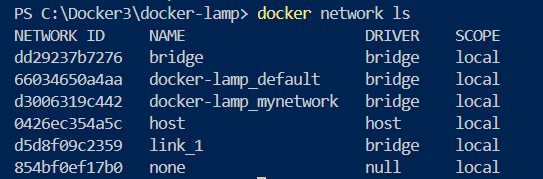 PS C:\Docker3\docker-lamp> docker network ls
NETWORK ID     NAME                    DRIVER    SCOPE
dd29237b7276   bridge                  bridge    local
66034650a4aa   docker-lamp_default     bridge    local
d3006319c442   docker-lamp_mynetwork   bridge    local
0426ec354a5c   host                    host      local
d5d8f09c2359   link_1                  bridge    local
854bf0ef17b0   none                    null      local